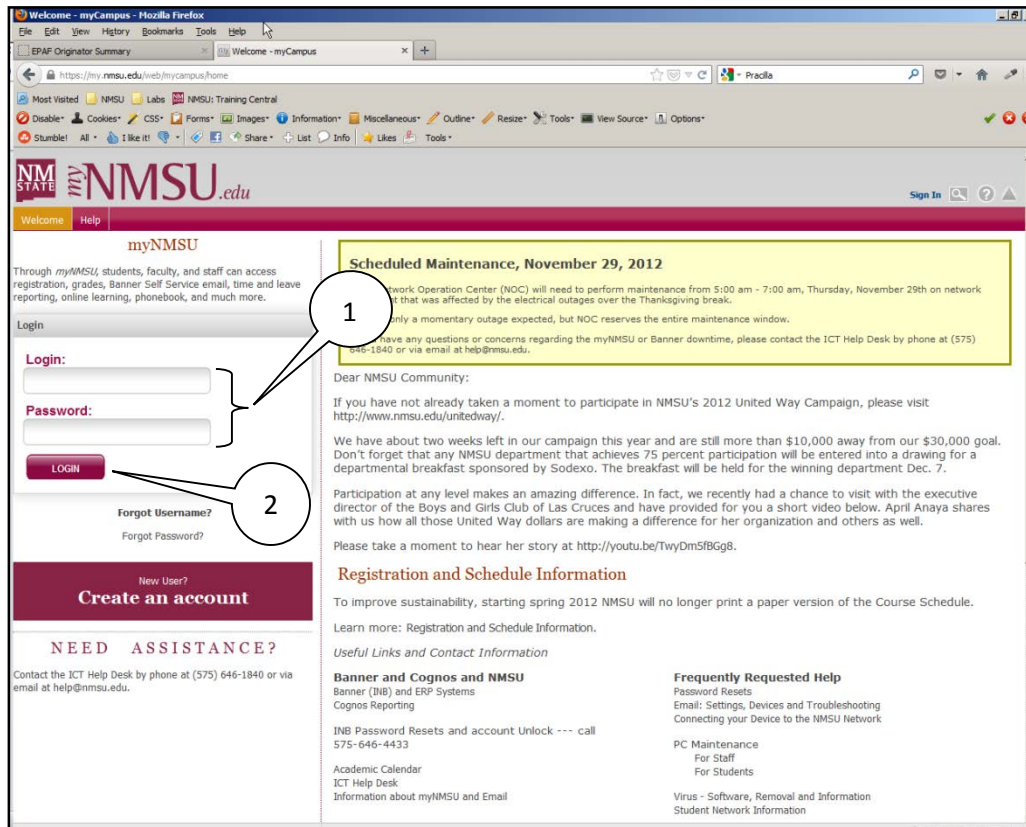 Welcome - myCampus - Mozilla Firefox
File Edit View History Bookmarks Tools Help
EPAF Originator Summary
Welcome - myCampus
https://my.nmsu.edu/web/mycampus/home
Pracilla
Most Visited NMSU Labs NMSU: Training Central
Disable Cookies CSS Forms Images Information Miscellaneous Outline Resize Tools View Source Options
Stumble! All I like it! Share List Info Likes Tools
NM STATE myNMSU.edu
Sign In
Welcome Help
myNMSU
Through myNMSU, students, faculty, and staff can access
registration, grades, Banner Self Service email, time and leave
reporting, online learning, phonebook, and much more.
Login
Login:
Password:
LOGIN
1
2
Forgot Username?
Forgot Password?
New User?
Create an account
NEED ASSISTANCE?
Contact the ICT Help Desk by phone at (575) 646-1840 or via
email at help@nmsu.edu.
Scheduled Maintenance, November 29, 2012
Operation Center (NOC) will need to perform maintenance from 5:00 am - 7:00 am, Thursday, November 29th on network
that was affected by the electrical outages over the Thanksgiving break.
only a momentary outage expected, but NOC reserves the entire maintenance window.
have any questions or concerns regarding the myNMSU or Banner downtime, please contact the ICT Help Desk by phone at (575)
646-1840 or via email at help@nmsu.edu.
Dear NMSU Community:
If you have not already taken a moment to participate in NMSU's 2012 United Way Campaign, please visit
http://www.nmsu.edu/unitedway/.
We have about two weeks left in our campaign this year and are still more than $10,000 away from our $30,000 goal.
Don't forget that any NMSU department that achieves 75 percent participation will be entered into a drawing for a
departmental breakfast sponsored by Sodexo. The breakfast will be held for the winning department Dec. 7.
Participation at any level makes an amazing difference. In fact, we recently had a chance to visit with the executive
director of the Boys and Girls Club of Las Cruces and have provided for you a short video below. April Anaya shares
with us how all those United Way dollars are making a difference for her organization and others as well.
Please take a moment to hear her story at http://youtu.be/TwyDm5fBGg8.
Registration and Schedule Information
To improve sustainability, starting spring 2012 NMSU will no longer print a paper version of the Course Schedule.
Learn more: Registration and Schedule Information.
Useful Links and Contact Information
Banner and Cognos and NMSU
Banner (INB) and ERP Systems
Cognos Reporting
INB Password Resets and account Unlock --- call
575-646-4433
Academic Calendar
ICT Help Desk
Information about myNMSU and Email
Frequently Requested Help
Password Resets
Email: Settings, Devices and Troubleshooting
Connecting your Device to the NMSU Network
PC Maintenance
For Staff
For Students
Virus - Software, Removal and Information
Student Network Information